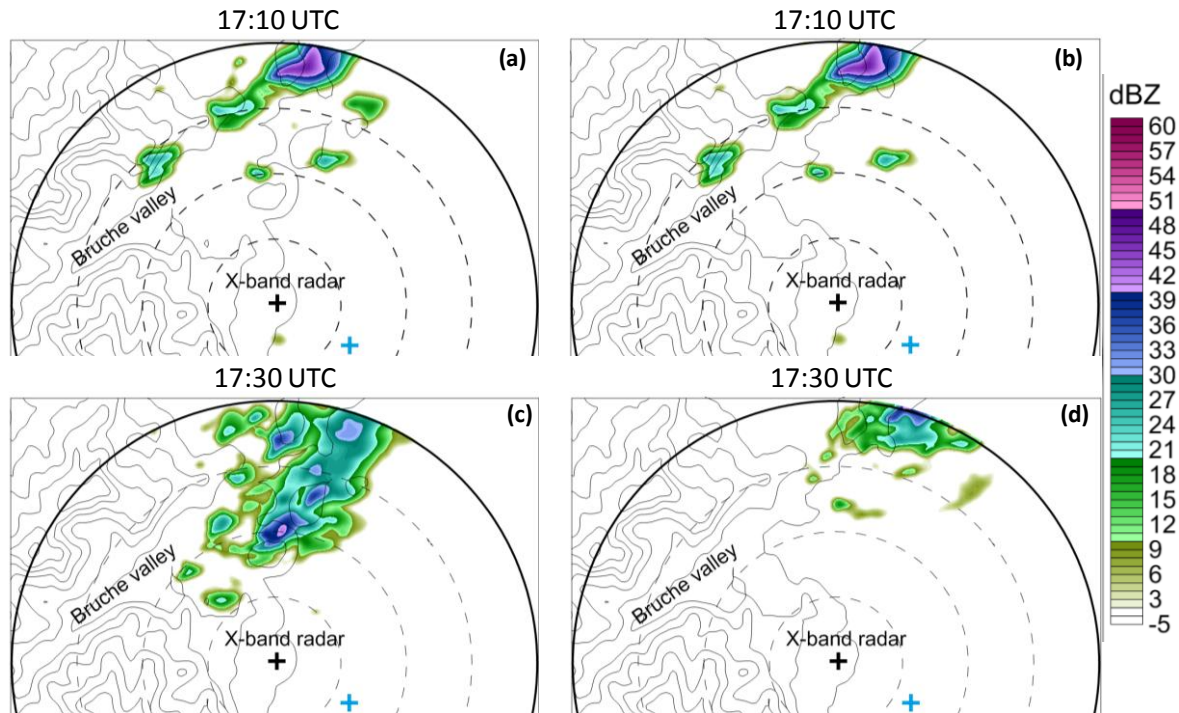 17:10 UTC
17:10 UTC
(a)
(b)
dBZ
60
57
54
51
48
45
42
39
36
33
30
27
24
21
18
15
12
9
6
3
-5
Bruche valley
X-band radar
Bruche valley
X-band radar
17:30 UTC
17:30 UTC
(c)
(d)
Bruche valley
X-band radar
Bruche valley
X-band radar